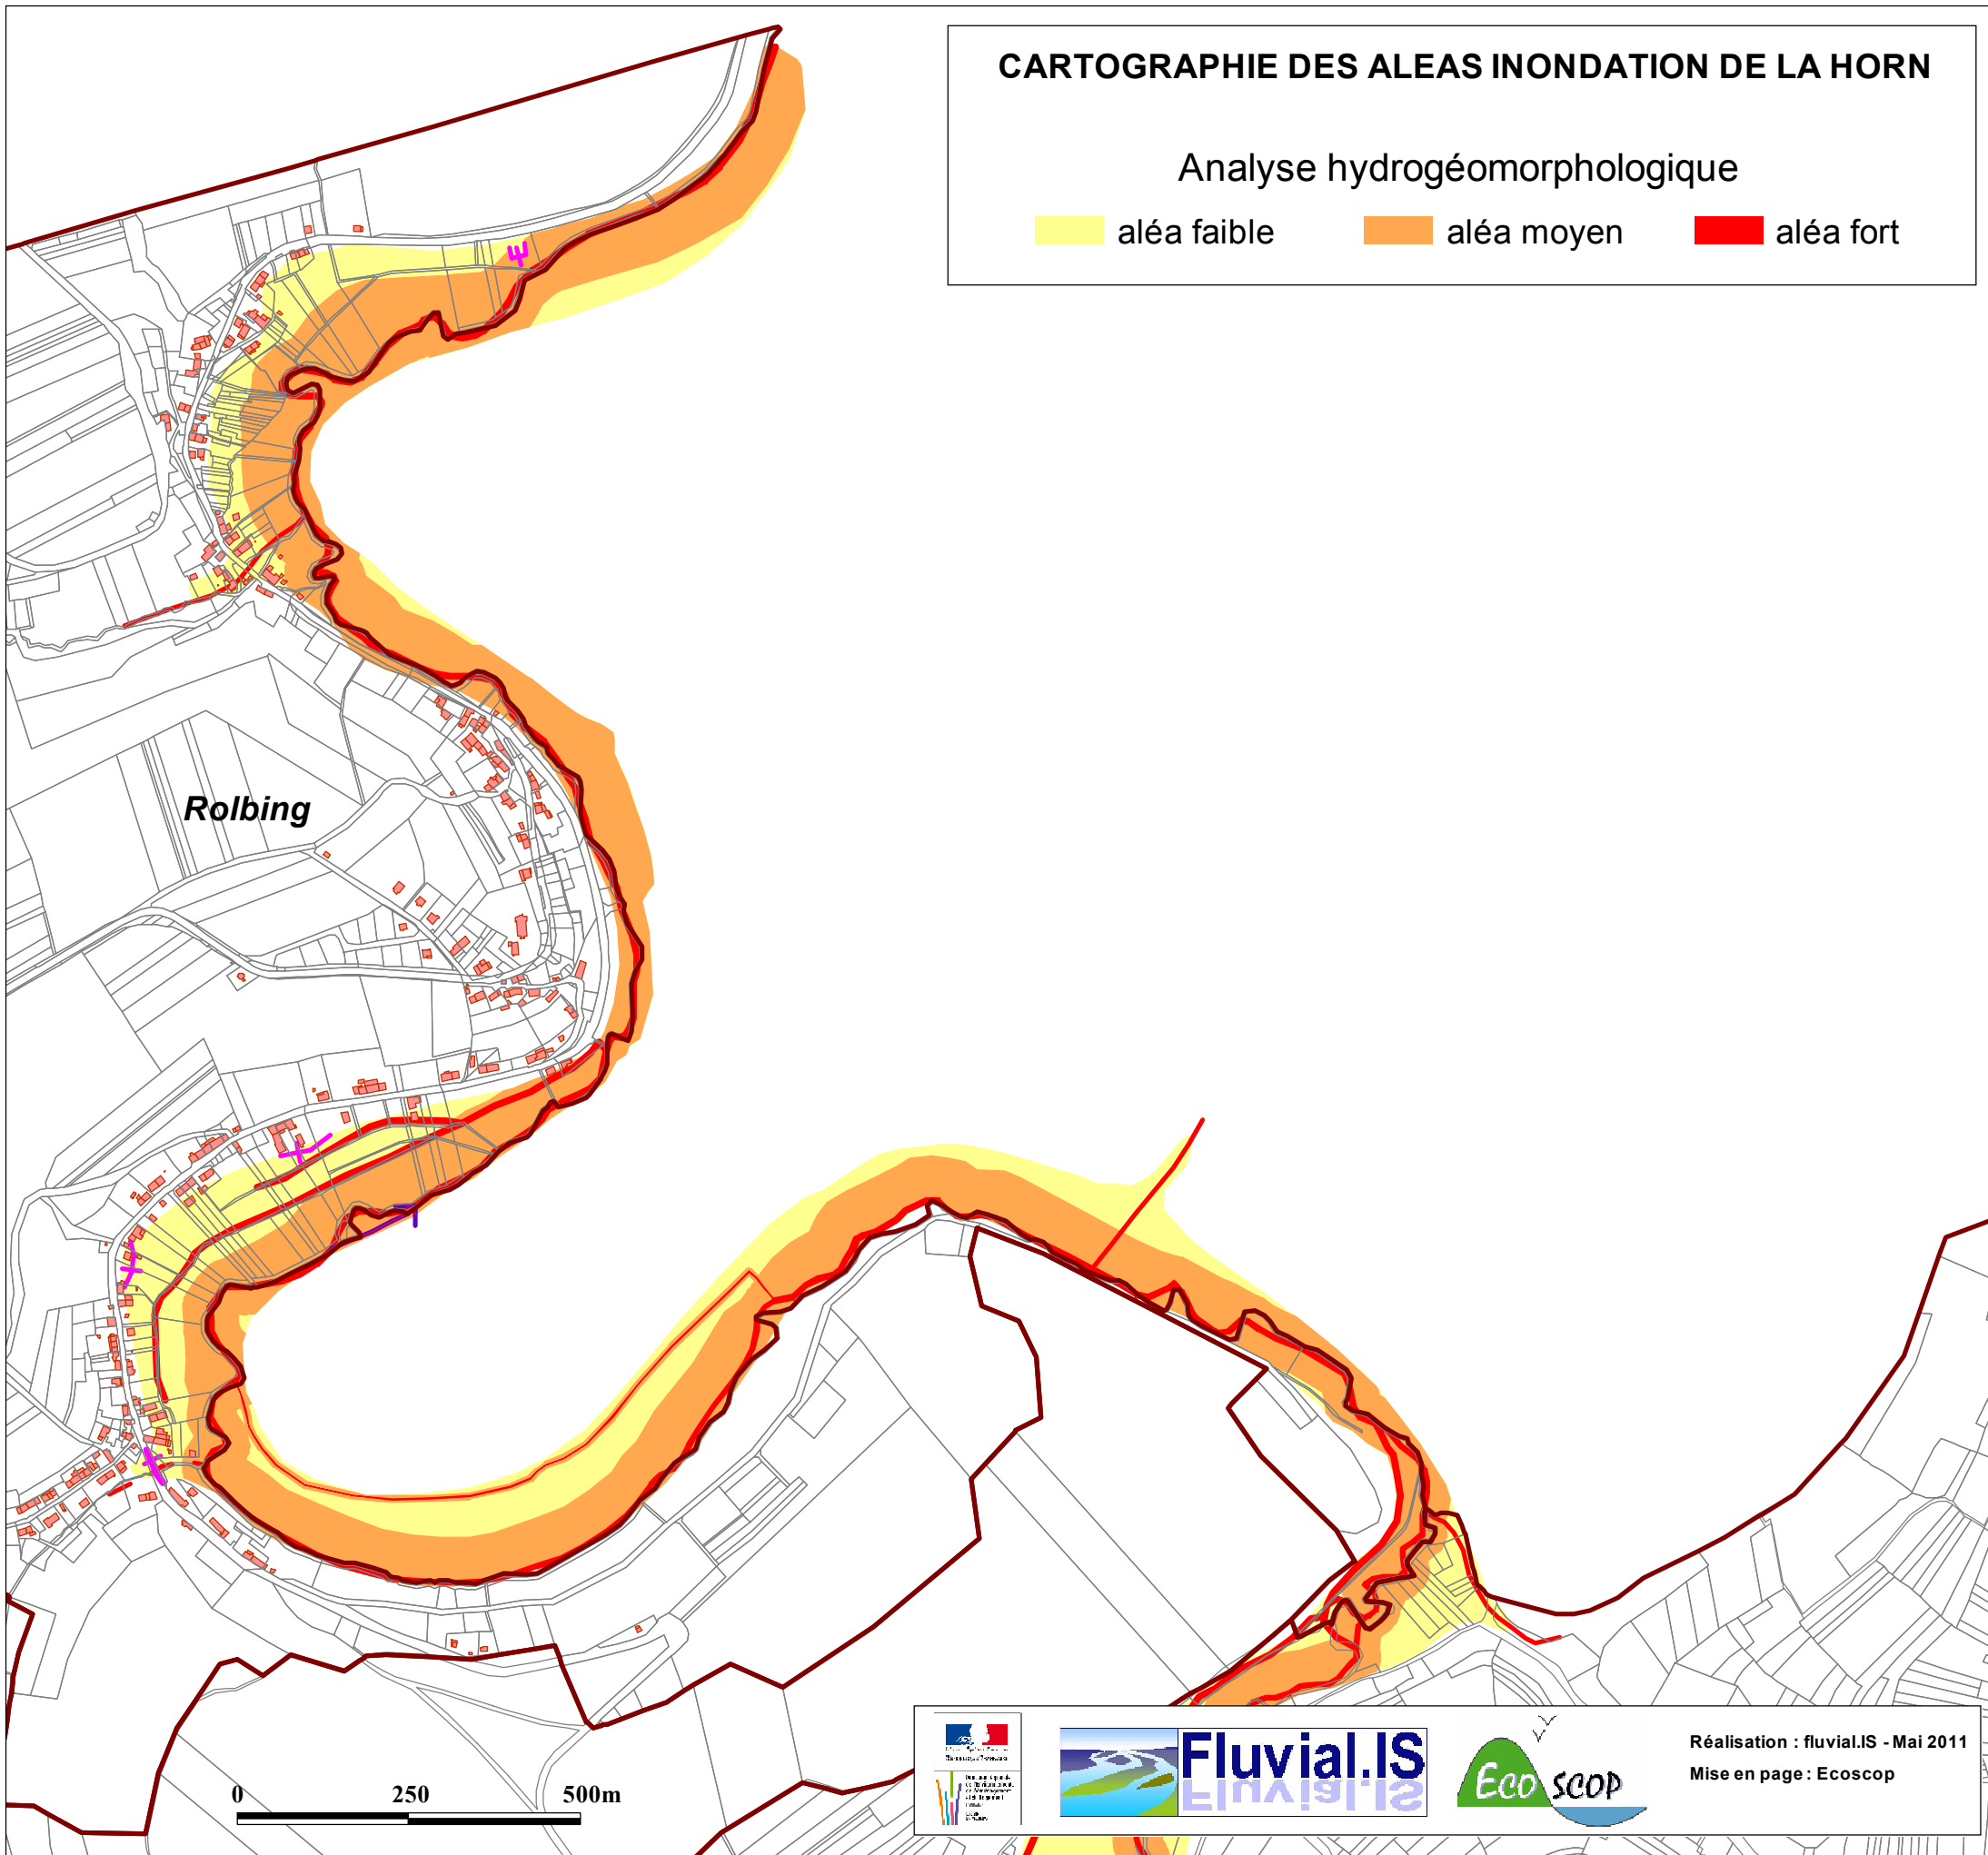 CARTOGRAPHIE DES ALEAS INONDATION DE LA HORN
Analyse hydrogéomorphologique
aléa faible aléa moyen aléa fort
Rolbing
0 250 500m
Fluvial.IS
Eco SCOP
Réalisation : fluvial.IS - Mai 2011
Mise en page : Ecoscop